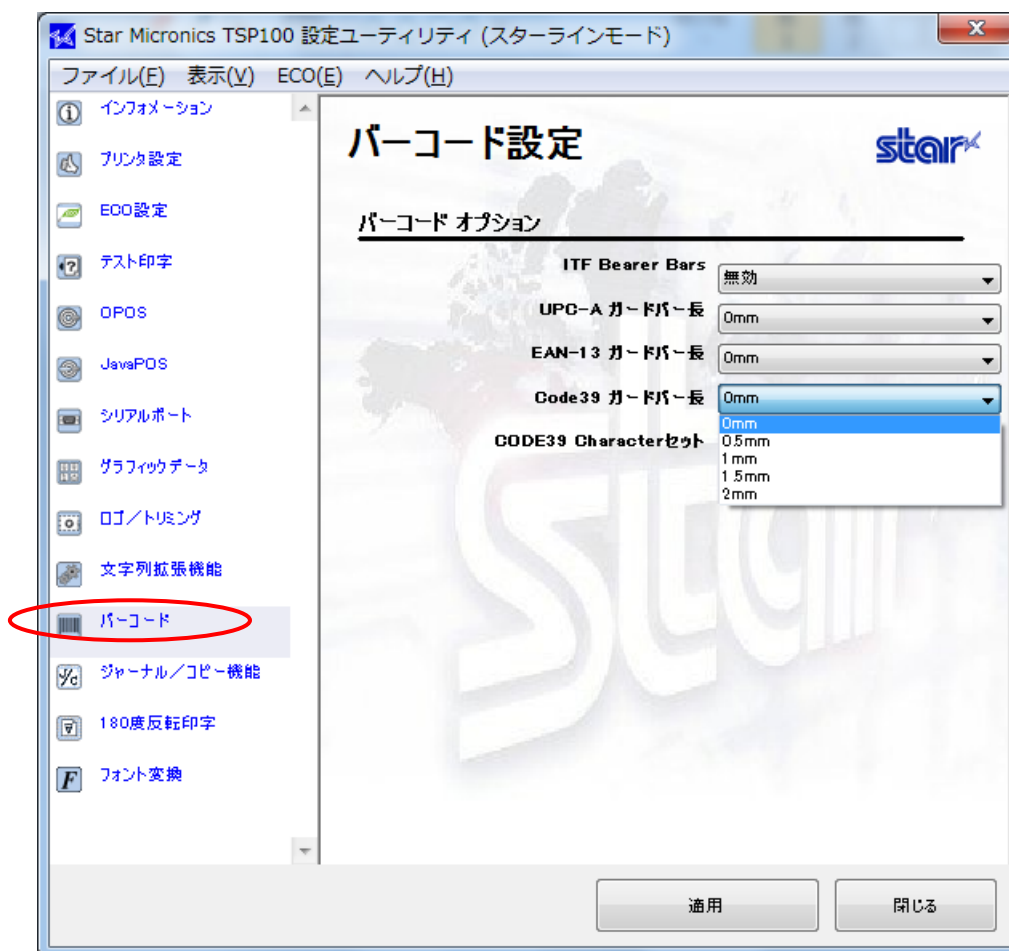 Star Micronics TSP100 設定ユーティリティ (スターラインモード)
ファイル(F) 表示(V) ECO(E) ヘルプ(H)
インフォメーション
プリンタ設定
ECO設定
テスト印字
OPOS
JavaPOS
シリアルポート
グラフィックデータ
ロゴ／トリミング
文字列拡張機能
バーコード
ジャーナル／コピー機能
180度反転印字
フォント変換
バーコード設定
star
バーコード オプション
ITF Bearer Bars 無効
UPC-A ガードバー長 0mm
EAN-13 ガードバー長 0mm
Code39 ガードバー長 0mm
0mm
CODE39 Characterセット 0.5mm
1mm
1.5mm
2mm
star
適用 閉じる